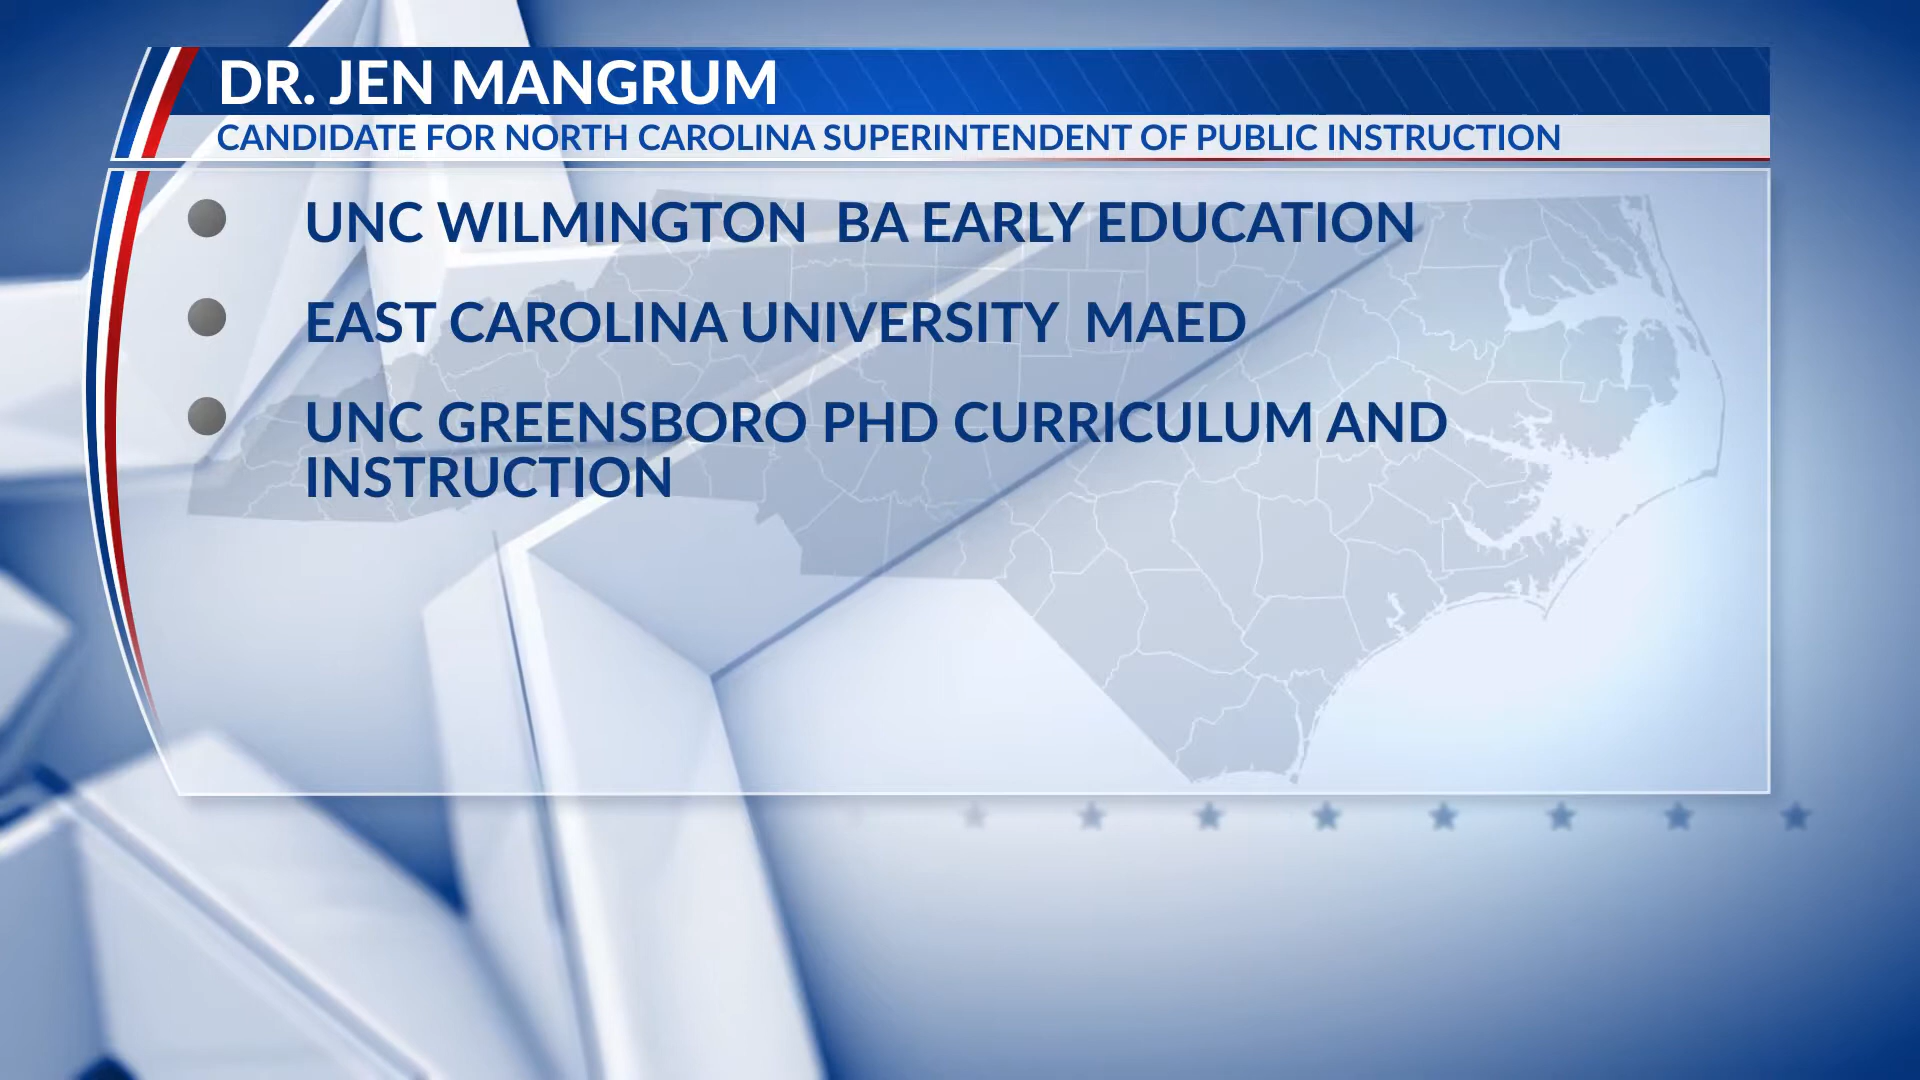 DR. JEN MANGRUM
CANDIDATE FOR NORTH CAROLINA SUPERINTENDENT OF PUBLIC INSTRUCTION
UNC WILMINGTON  BA EARLY EDUCATION
EAST CAROLINA UNIVERSITY  MAED
UNC GREENSBORO PHD CURRICULUM AND
INSTRUCTION